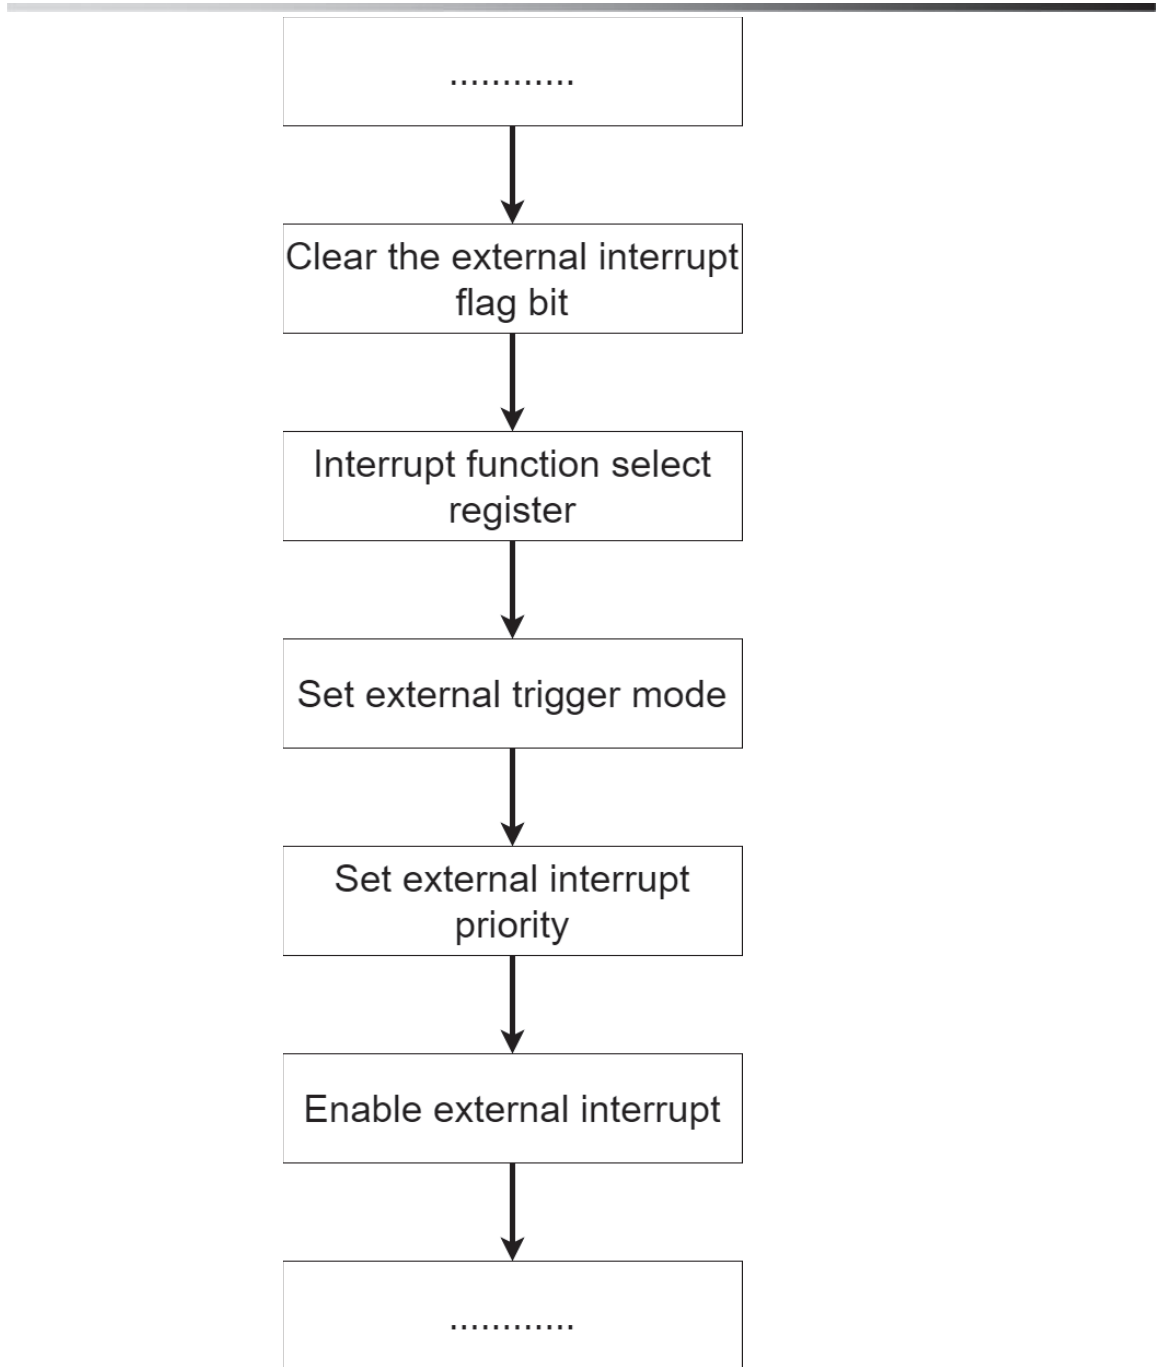 ............
Clear the external interrupt
flag bit
Interrupt function select
register
Set external trigger mode
Set external interrupt
priority
Enable external interrupt
............